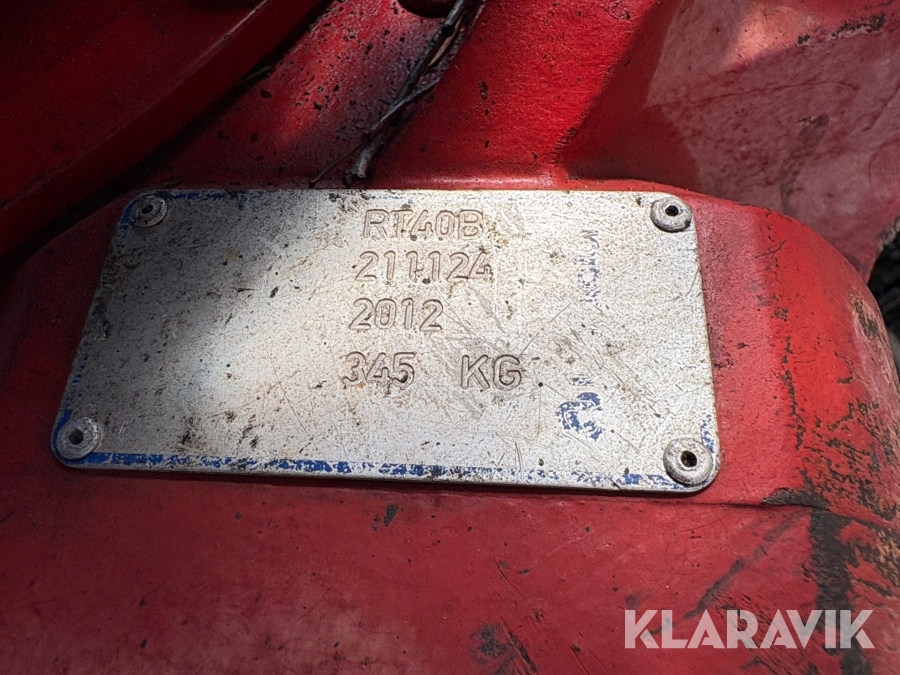 RT40B
211124
2012
345 KG
KLARAVIK